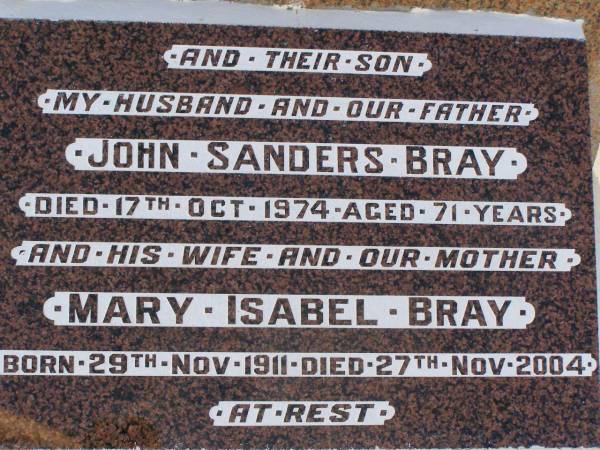 ·AND·THEIR·SON·
·MY·HUSBAND·AND·OUR·FATHER·
·JOHN·SANDERS·BRAY·
·DIED·17TH·OCT·1974·AGED·71·YEARS·
·AND·HIS·WIFE·AND·OUR·MOTHER·
·MARY·ISABEL·BRAY·
BORN·29TH·NOV·1911·DIED·27TH·NOV·2004·
·AT·REST·